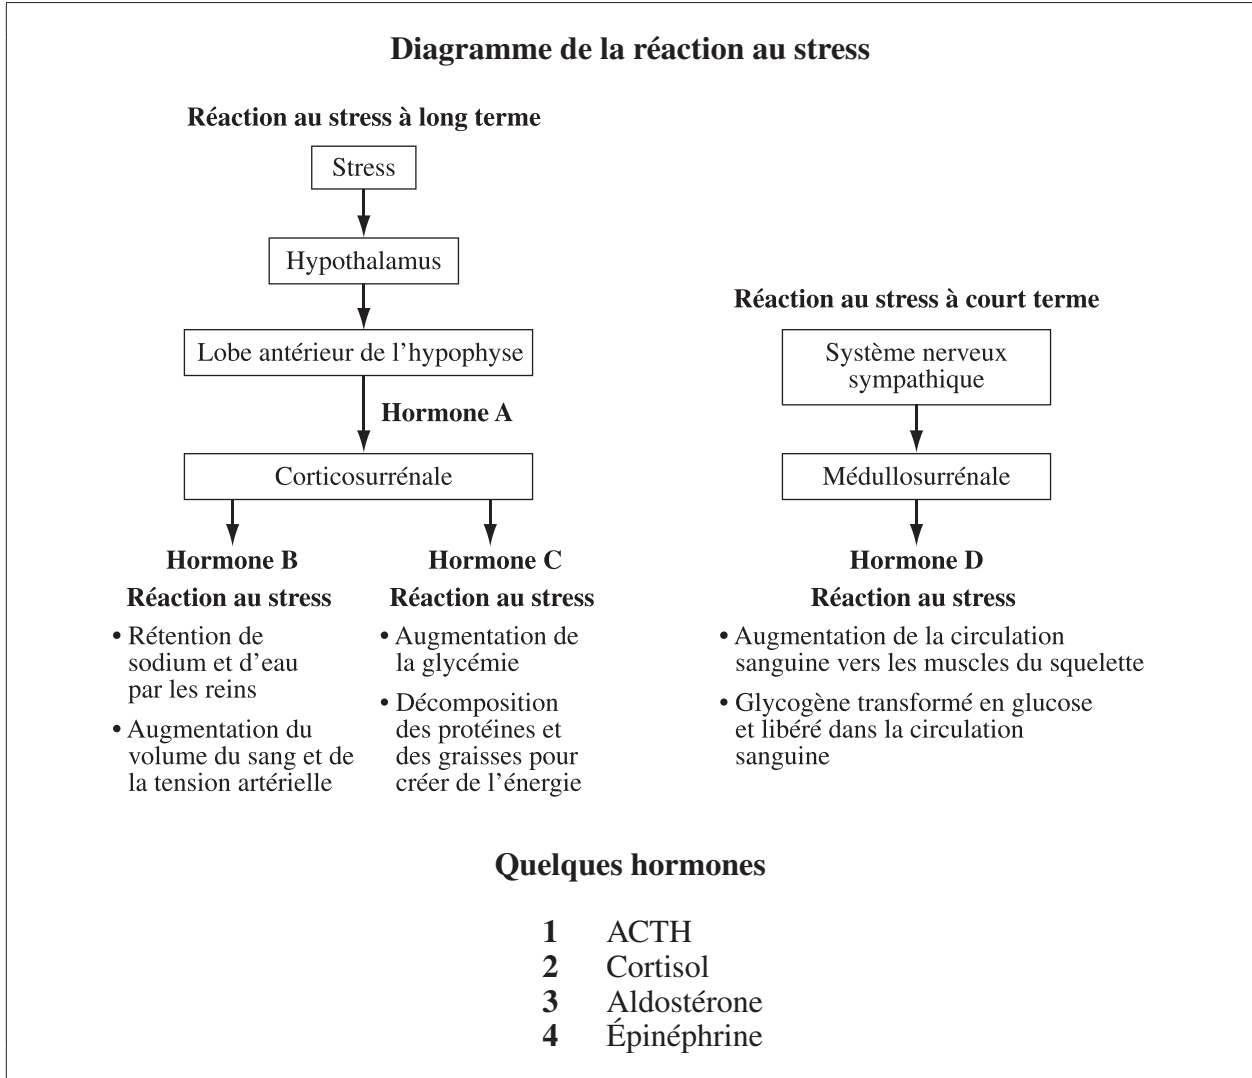 Diagramme de la réaction au stress
Réaction au stress à long terme
Stress
Hypothalamus
Lobe antérieur de l’hypophyse
Hormone A
Corticosurrénale
Hormone B
Réaction au stress
• Rétention de
sodium et d’eau
par les reins
• Augmentation du
volume du sang et de
la tension artérielle
Hormone C
Réaction au stress
• Augmentation de
la glycémie
• Décomposition
des protéines et
des graisses pour
créer de l’énergie
Réaction au stress à court terme
Système nerveux
sympathique
Médullosurrénale
Hormone D
Réaction au stress
• Augmentation de la circulation
sanguine vers les muscles du squelette
• Glycogène transformé en glucose
et libéré dans la circulation
sanguine
Quelques hormones
1 ACTH
2 Cortisol
3 Aldostérone
4 Épinéphrine